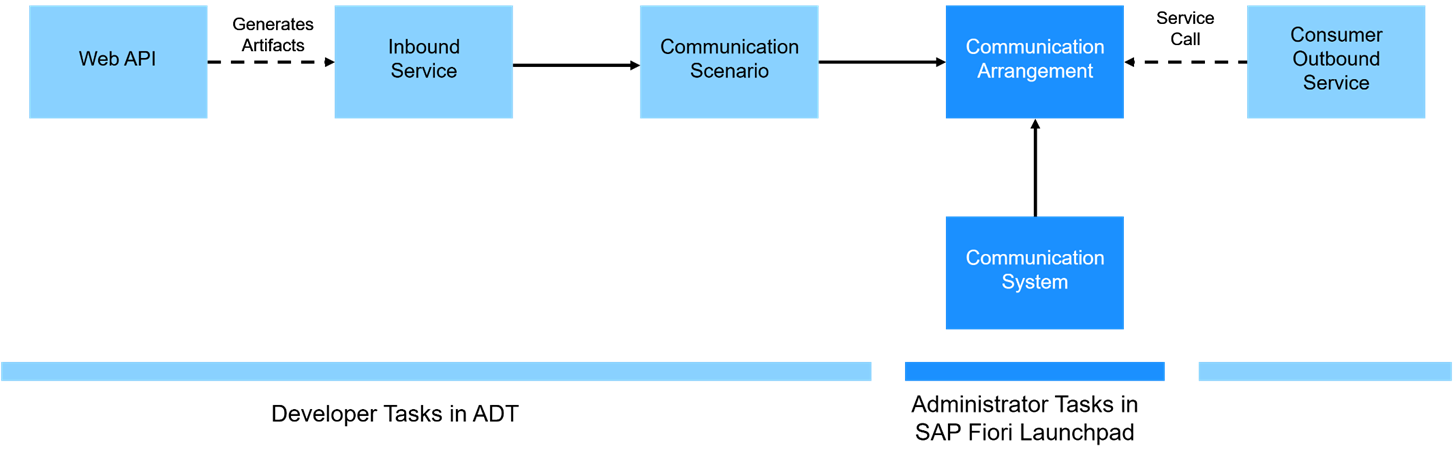 Web API
Generates
Artifacts
Inbound
Service
Communication
Scenario
Communication
Arrangement
Service
Call
Consumer
Outbound
Service
Communication
System
Developer Tasks in ADT
Administrator Tasks in
SAP Fiori Launchpad